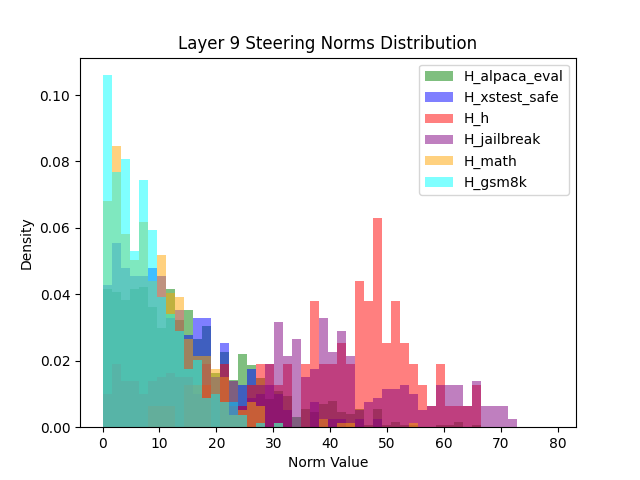 Layer 9 Steering Norms Distribution
H_alpaca_eval
H_xstest_safe
H_h
H_jailbreak
H_math
H_gsm8k
Density
0.10
0.08
0.06
0.04
0.02
0.00
0 10 20 30 40 50 60 70 80
Norm Value